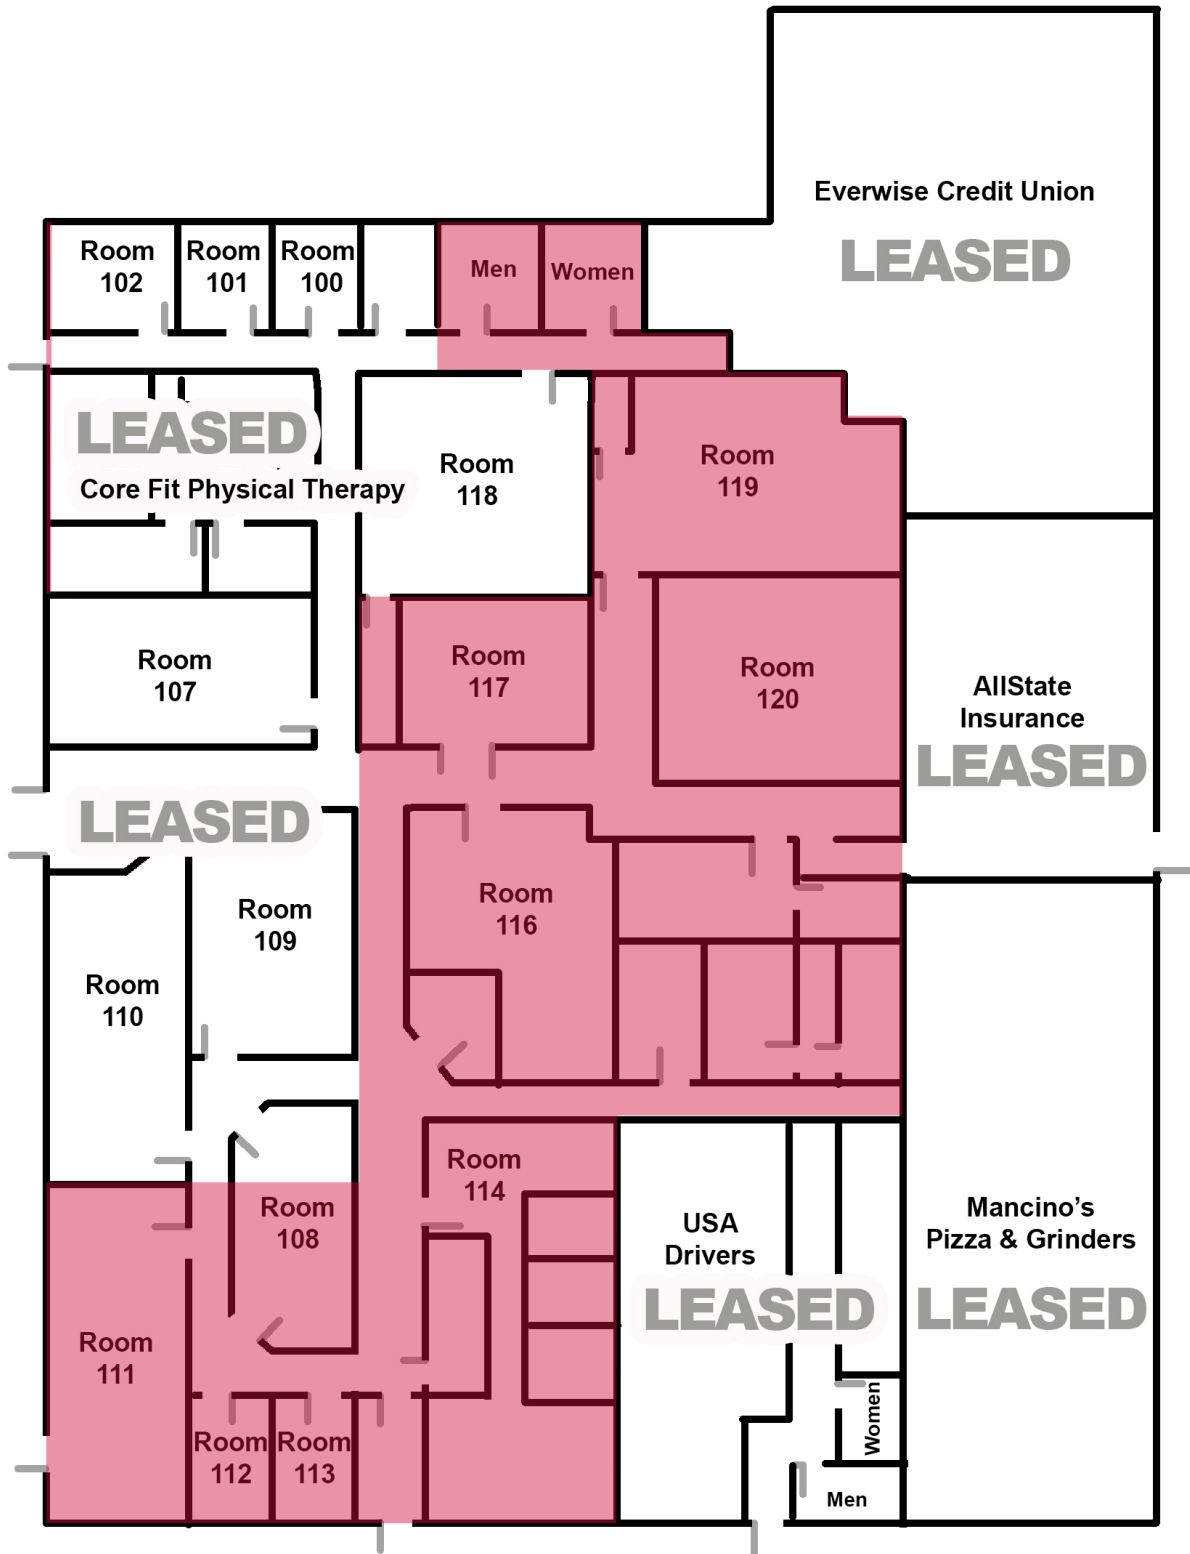 Everwise Credit Union
LEASED
Room
102
Room
101
Room
100
Men
Women
LEASED
Core Fit Physical Therapy
Room
118
Room
119
Room
107
Room
117
Room
120
AllState
Insurance
LEASED
LEASED
Room
109
Room
116
Room
110
Room
108
Room
114
USA
Drivers
LEASED
Mancino’s
Pizza & Grinders
LEASED
Room
111
Room
112
Room
113
Women
Men